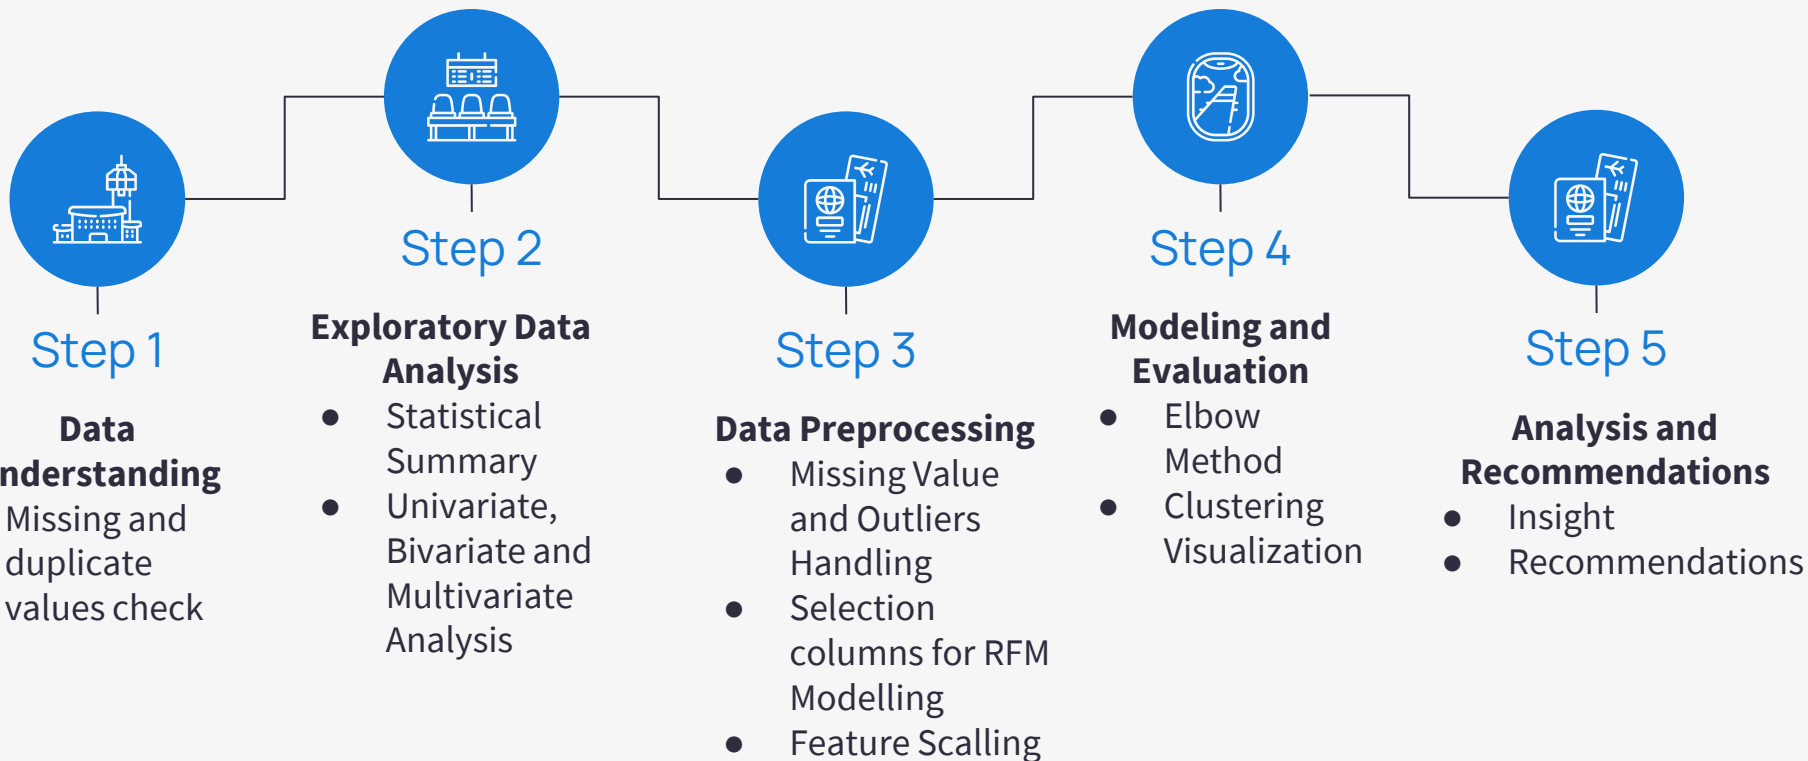 Step 1
Data
nderstanding
Missing and
duplicate
values check
Step 2
Exploratory Data
Analysis
● Statistical
Summary
● Univariate,
Bivariate and
Multivariate
Analysis
Step 3
Data Preprocessing
● Missing Value
and Outliers
Handling
● Selection
columns for RFM
Modelling
● Feature Scalling
Step 4
Modeling and
Evaluation
● Elbow
Method
● Clustering
Visualization
Step 5
Analysis and
Recommendations
● Insight
● Recommendations